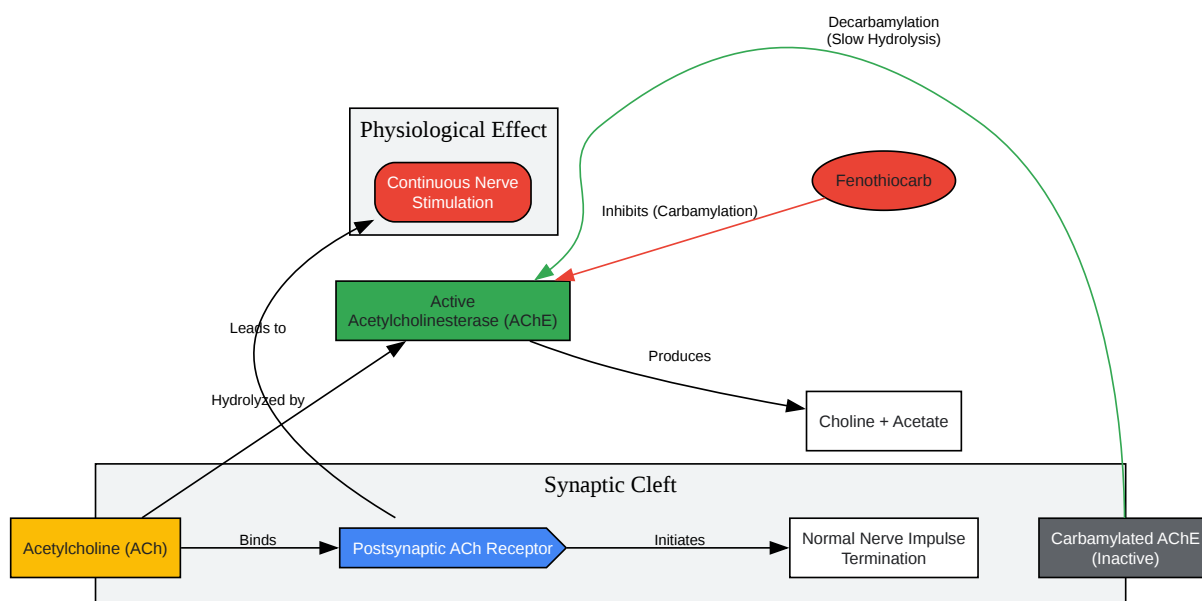 Decarbamylation
(Slow Hydrolysis)
Physiological Effect
Continuous Nerve
Stimulation
Fenothiocarb
Inhibits (Carbamylation)
Active
Acetylcholinesterase (AChE)
Leads to
Produces
Hydrolyzed by
Choline + Acetate
Synaptic Cleft
Acetylcholine (ACh)
Binds
Postsynaptic ACh Receptor
Initiates
Normal Nerve Impulse
Termination
Carbamylated AChE
(Inactive)